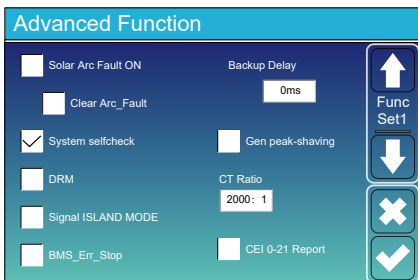 Advanced Function
Solar Arc Fault ON
Backup Delay
0ms
Clear Arc_Fault
Func
Set1
System selfcheck
Gen peak-shaving
DRM
CT Ratio
2000: 1
Signal ISLAND MODE
BMS_Err_Stop
CEI 0-21 Report